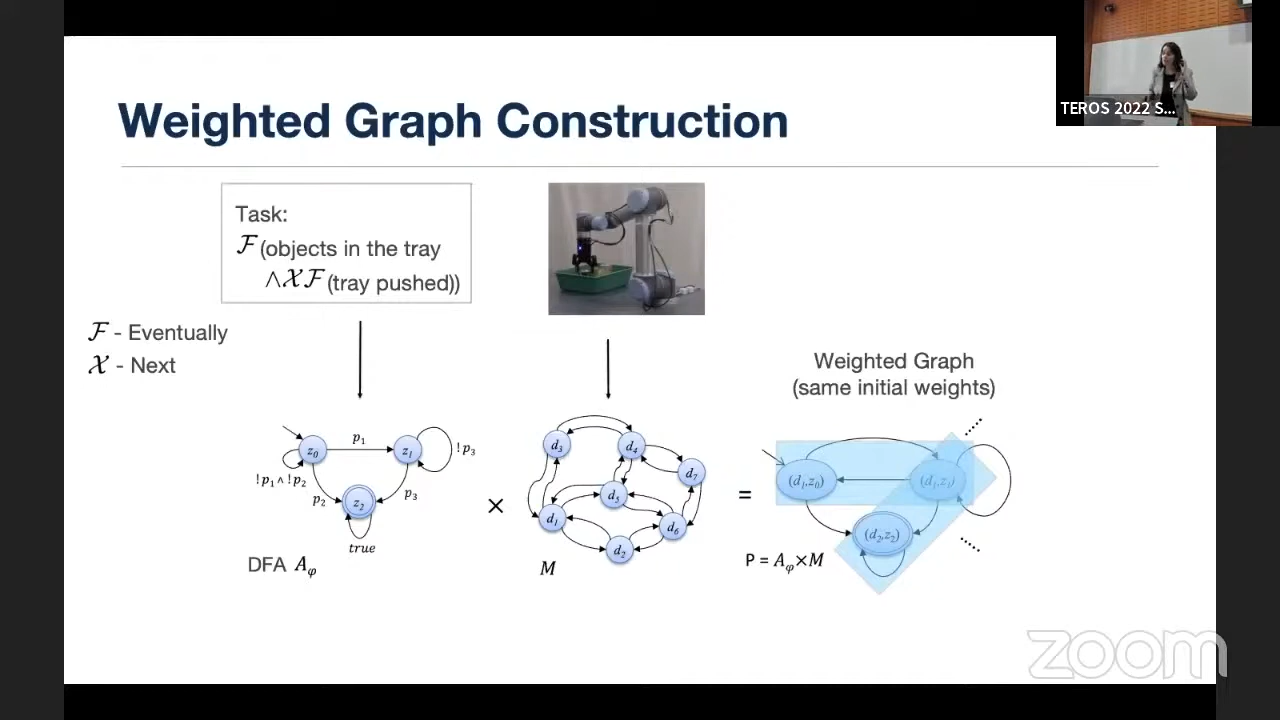 TEROS 2022 S...
Weighted Graph Construction
Task:
ℱ(objects in the tray
∧𝒳ℱ(tray pushed))
ℱ - Eventually
𝒳 - Next
Weighted Graph
(same initial weights)
z₀
p₁
z₁
!p₃
!p₁ ∧ !p₂
p₂
z₂
p₃
true
DFA A𝜑
×
d₃
d₄
d₇
d₅
d₁
d₆
d₂
M
=
(d₁,z₀)
(d₁,z₁)
(d₂,z₂)
P = A𝜑×M
zoom